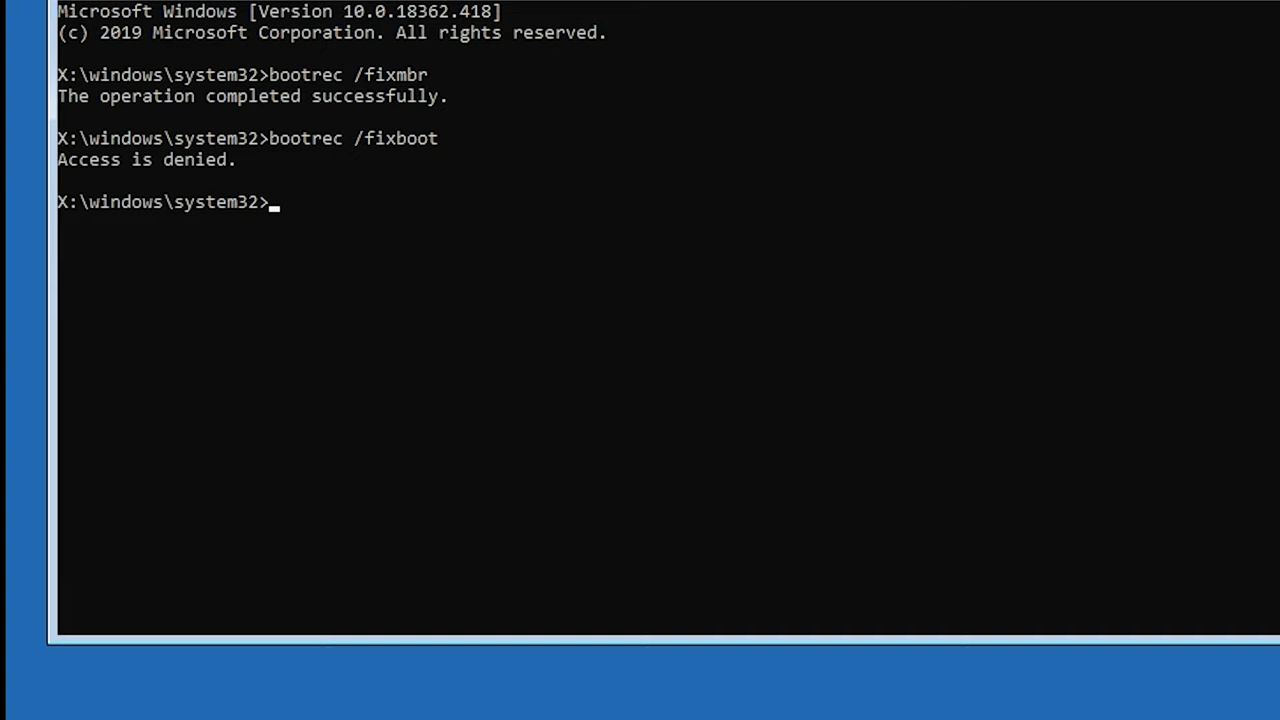 Microsoft Windows [Version 10.0.18362.418]
(c) 2019 Microsoft Corporation. All rights reserved.
X:\windows\system32>bootrec /fixmbr
The operation completed successfully.
X:\windows\system32>bootrec /fixboot
Access is denied.
X:\windows\system32>